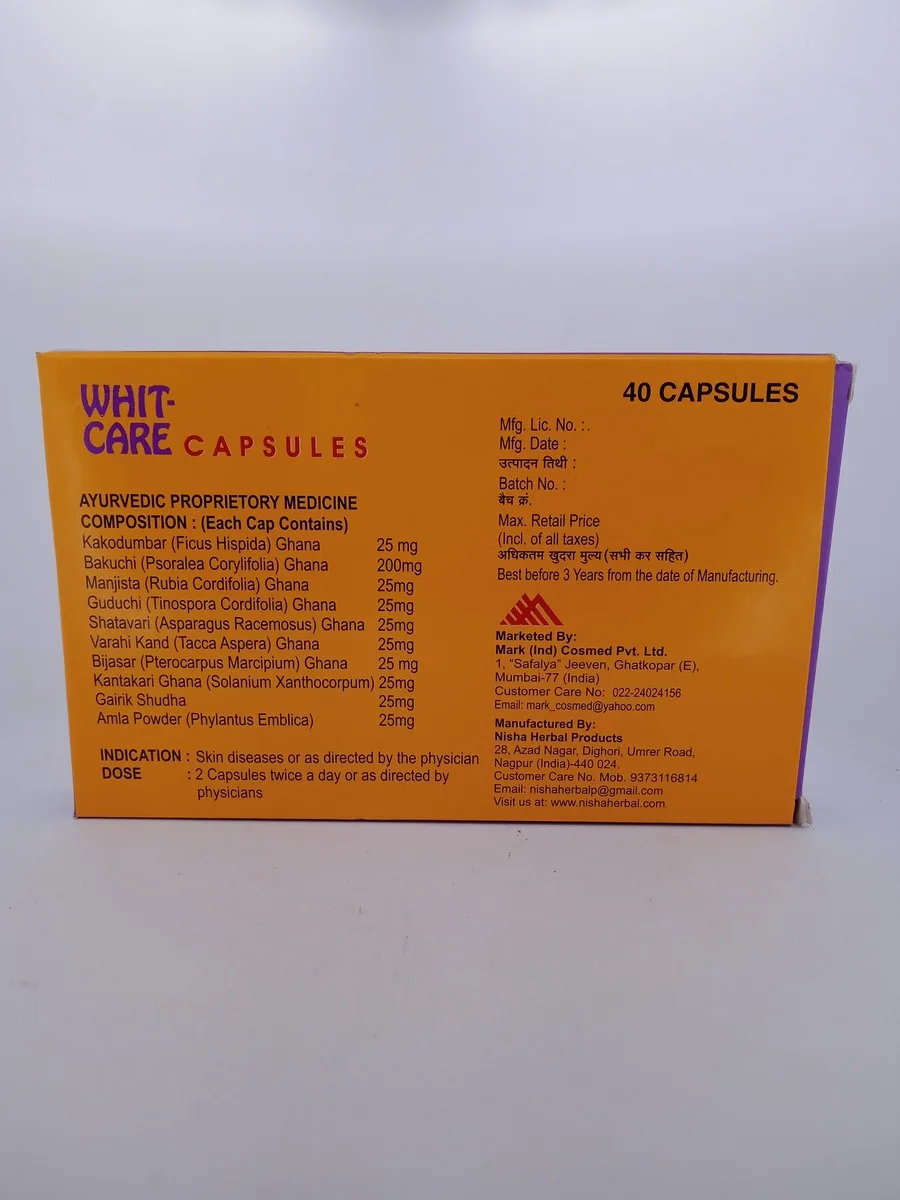 WHIT-
CARE CAPSULES
AYURVEDIC PROPRIETORY MEDICINE
COMPOSITION : (Each Cap Contains)
Kakodumbar (Ficus Hispida) Ghana 25 mg
Bakuchi (Psoralea Corylifolia) Ghana 200mg
Manjista (Rubia Cordifolia) Ghana 25mg
Guduchi (Tinospora Cordifolia) Ghana 25mg
Shatavari (Asparagus Racemosus) Ghana 25mg
Varahi Kand (Tacca Aspera) Ghana 25mg
Bijasar (Pterocarpus Marcipium) Ghana 25 mg
Kantakari Ghana (Solanium Xanthocorpum) 25mg
Gairik Shudha 25mg
Amla Powder (Phylantus Emblica) 25mg
INDICATION : Skin diseases or as directed by the physician
DOSE : 2 Capsules twice a day or as directed by
physicians
40 CAPSULES
Mfg. Lic. No. :.
Mfg. Date :
उत्पादन तिथी :
Batch No. :
बैच क्रं.
Max. Retail Price
(Incl. of all taxes)
अधिकतम खुदरा मुल्य (सभी कर सहित)
Best before 3 Years from the date of Manufacturing.
Marketed By:
Mark (Ind) Cosmed Pvt. Ltd.
1, “Safalya” Jeeven, Ghatkopar (E),
Mumbai-77 (India)
Customer Care No: 022-24024156
Email: mark_cosmed@yahoo.com
Manufactured By:
Nisha Herbal Products
28, Azad Nagar, Dighori, Umrer Road,
Nagpur (India)-440 024.
Customer Care No. Mob. 9373116814
Email: nishaherbalp@gmail.com
Visit us at: www.nishaherbal.com